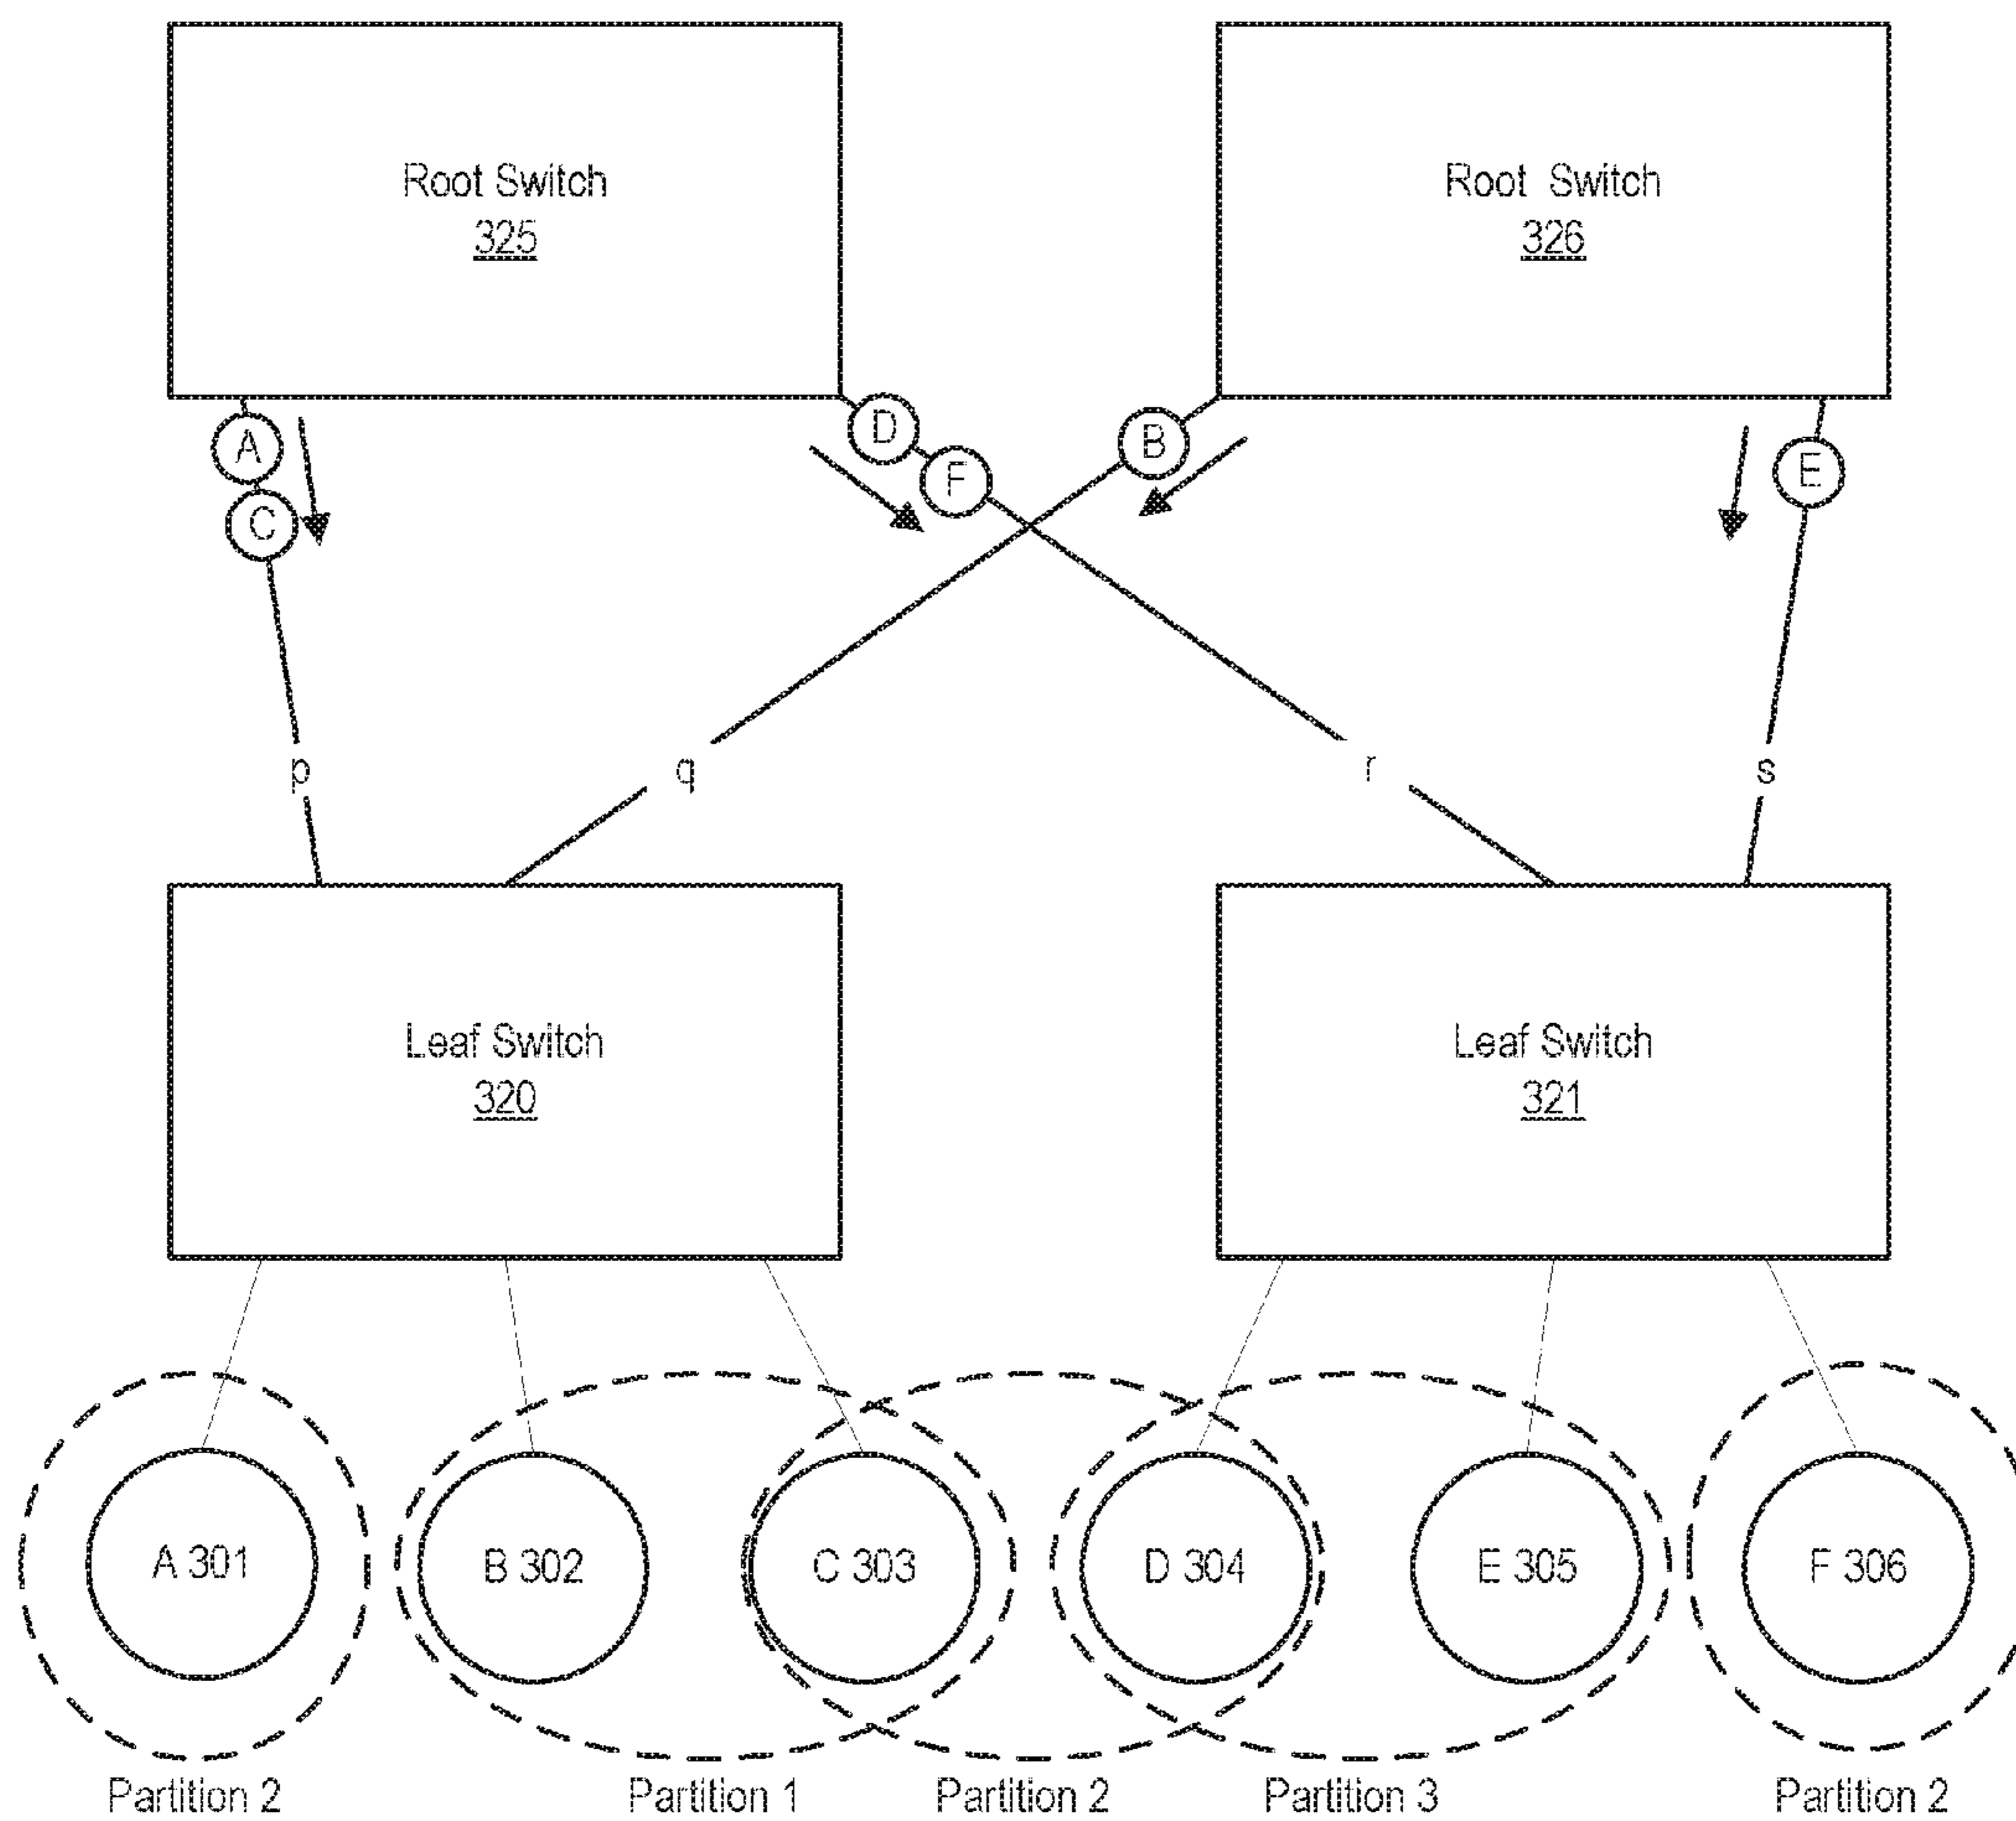 Root Switch
325
Root Switch
326
A
C
D
F
B
E
p
q
r
s
Leaf Switch
320
Leaf Switch
321
A 301
B 302
C 303
D 304
E 305
F 306
Partition 2
Partition 1
Partition 2
Partition 3
Partition 2